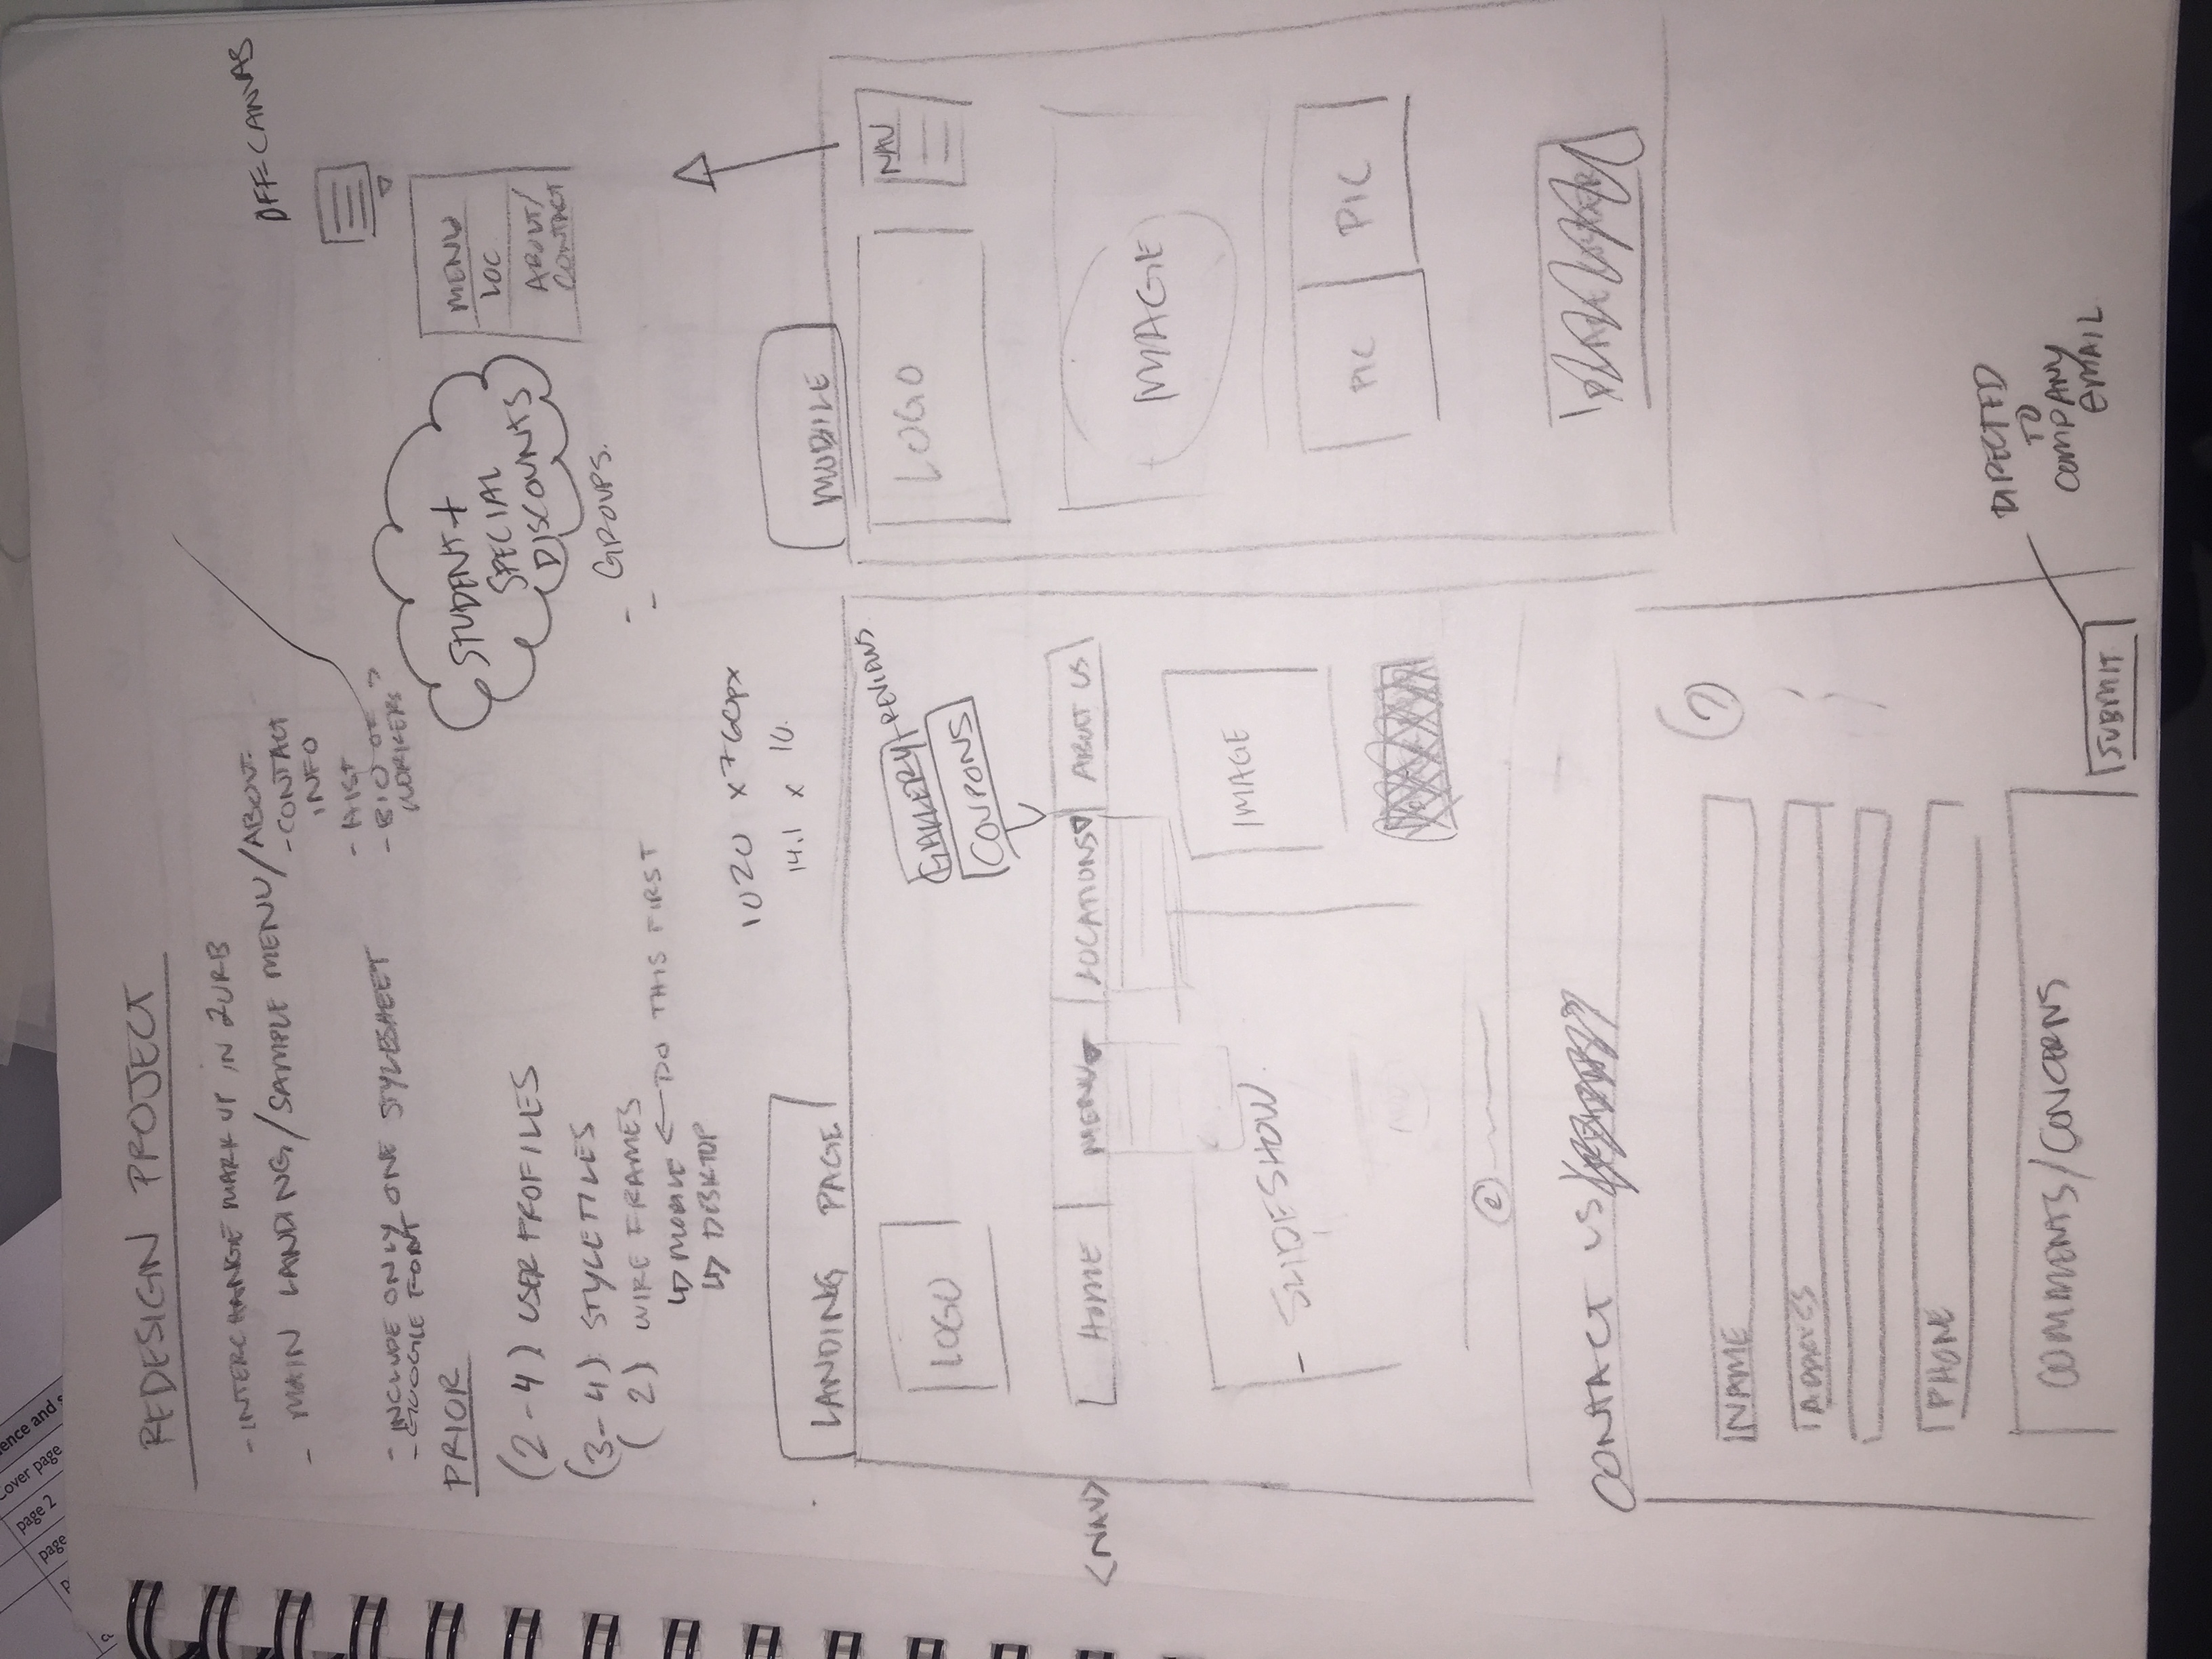 ence and s
Cover page
page 2
page
REDESIGN PROJECT
- INTERCHANGE MARK UP IN ZURB
- MAIN LANDING/SAMPLE MENU/ABOUT
- CONTACT
INFO
- HIST
- BIO OF
WORKERS
- INCLUDE ONLY ONE STYLESHEET
- GOOGLE FONT
OFF-CANVAS
MENU
LOC
ABOUT/
CONTACT
STUDENT +
SPECIAL
DISCOUNTS
- GROUPS.
-
PRIOR
(2-4) USER PROFILES
(3-4) STYLETILES
(2) WIRE FRAMES
↳ MOBILE ← DO THIS FIRST
↳ DESKTOP
1020 x 760px
14.1 x 10.
LANDING PAGE
LOGO
GALLERY + REVIEWS
COUPONS
<NAV>
HOME
MENU
LOCATIONS
ABOUT US
- SLIDESHOW
IMAGE
©
MOBILE
LOGO
NAV
IMAGE
PIC
PIC
CONTACT US
NAME
?
ADDRES
PHONE
COMMENTS/CONCERNS
SUBMIT
DIRECTED
TO
COMPANY
EMAIL